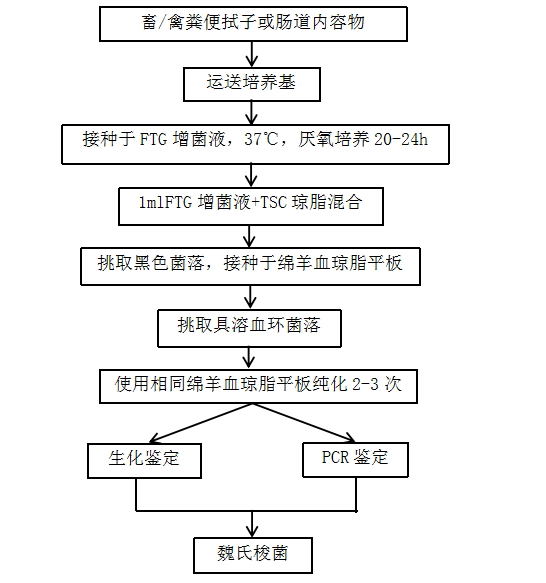 畜/禽粪便拭子或肠道内容物
运送培养基
接种于 FTG 增菌液，37℃，厌氧培养 20-24h
1mlFTG 增菌液+TSC 琼脂混合
挑取黑色菌落，接种于绵羊血琼脂平板
挑取具溶血环菌落
使用相同绵羊血琼脂平板纯化 2-3 次
生化鉴定
PCR 鉴定
魏氏梭菌